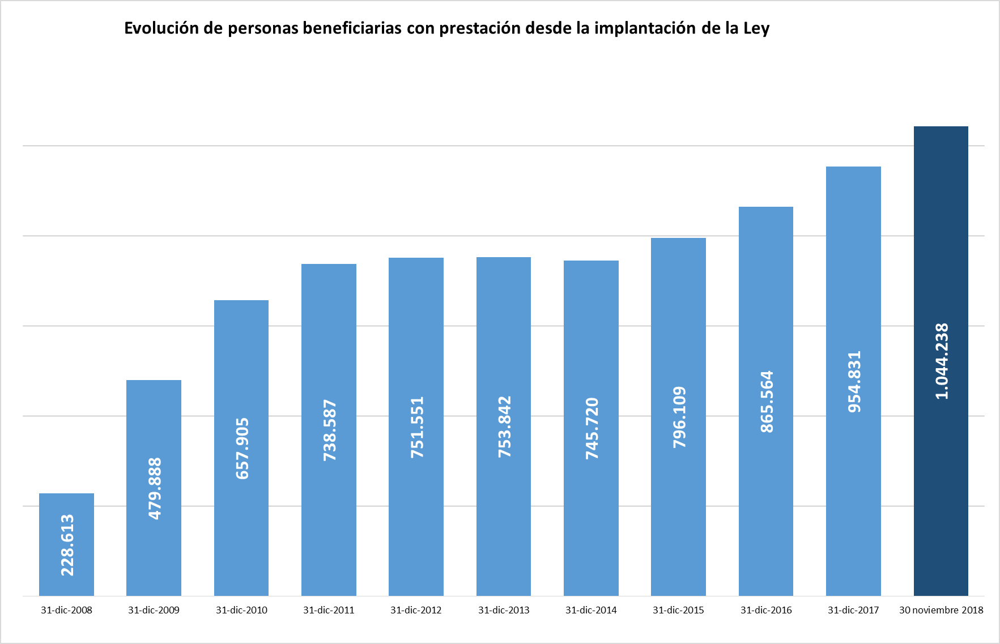 Evolución de personas beneficiarias con prestación desde la implantación de la Ley
228.613
479.888
657.905
738.587
751.551
753.842
745.720
796.109
865.564
954.831
1.044.238
31-dic-2008
31-dic-2009
31-dic-2010
31-dic-2011
31-dic-2012
31-dic-2013
31-dic-2014
31-dic-2015
31-dic-2016
31-dic-2017
30 noviembre 2018